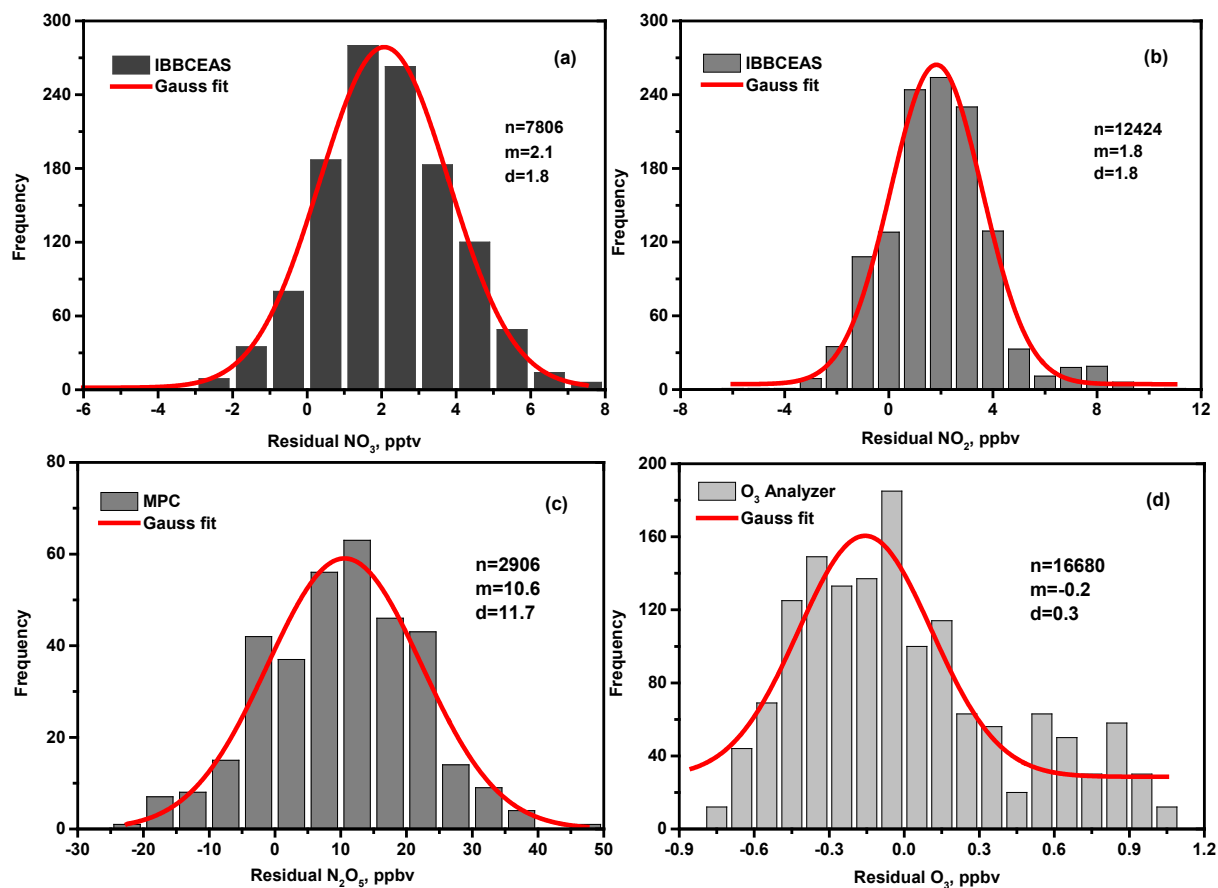 300
240
180
120
60
0
Frequency
IBBCEAS
Gauss fit
(a)
n=7806
m=2.1
d=1.8
-6 -4 -2 0 2 4 6 8
Residual NO₃, pptv
300
240
180
120
60
0
Frequency
IBBCEAS
Gauss fit
(b)
n=12424
m=1.8
d=1.8
-8 -4 0 4 8 12
Residual NO₂, ppbv
80
60
40
20
0
Frequency
MPC
Gauss fit
(c)
n=2906
m=10.6
d=11.7
-30 -20 -10 0 10 20 30 40 50
Residual N₂O₅, ppbv
200
160
120
80
40
0
Frequency
O₃ Analyzer
Gauss fit
(d)
n=16680
m=-0.2
d=0.3
-0.9 -0.6 -0.3 0.0 0.3 0.6 0.9 1.2
Residual O₃, ppbv